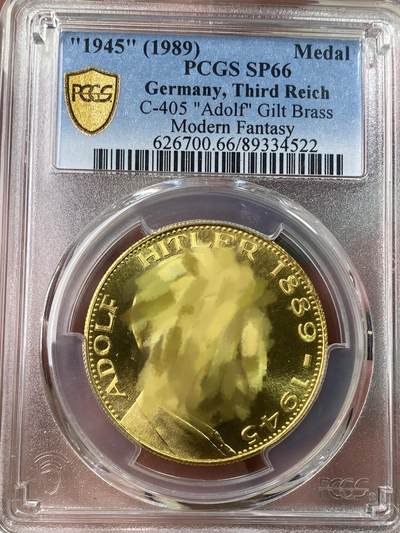 "1945" (1989) Medal
PCGS SP66
Germany, Third Reich
C-405 "Adolf" Gilt Brass
Modern Fantasy
626700.66/89334522
PCGS
ADOLF HITLER 1889-1945
PCGS